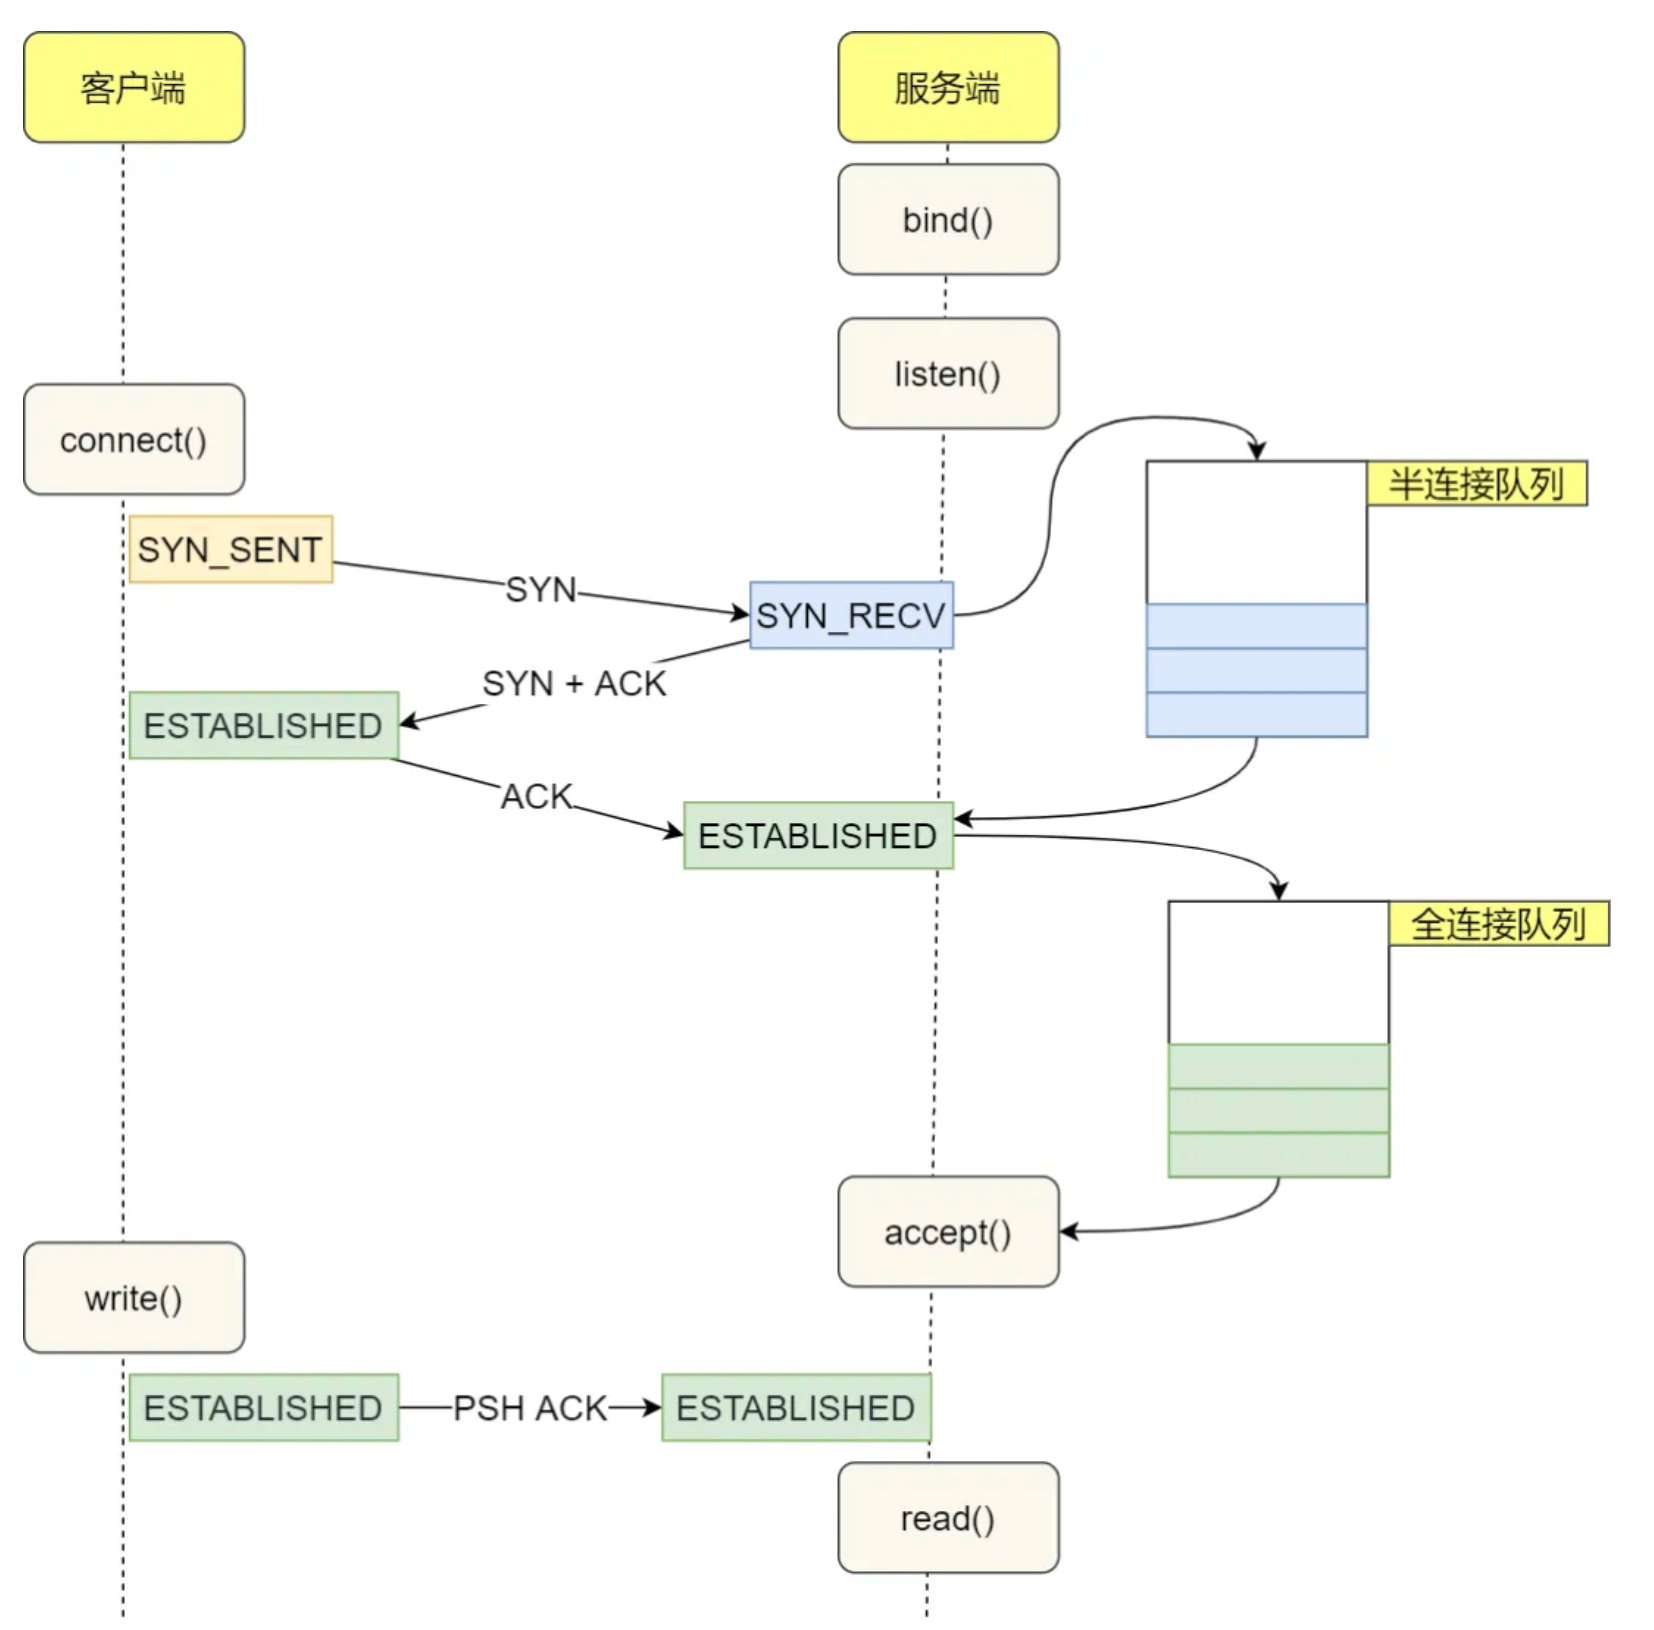 客户端
服务端
bind()
listen()
connect()
半连接队列
SYN_SENT
SYN
SYN_RECV
SYN + ACK
ESTABLISHED
ACK
ESTABLISHED
全连接队列
accept()
write()
ESTABLISHED
PSH ACK
ESTABLISHED
read()